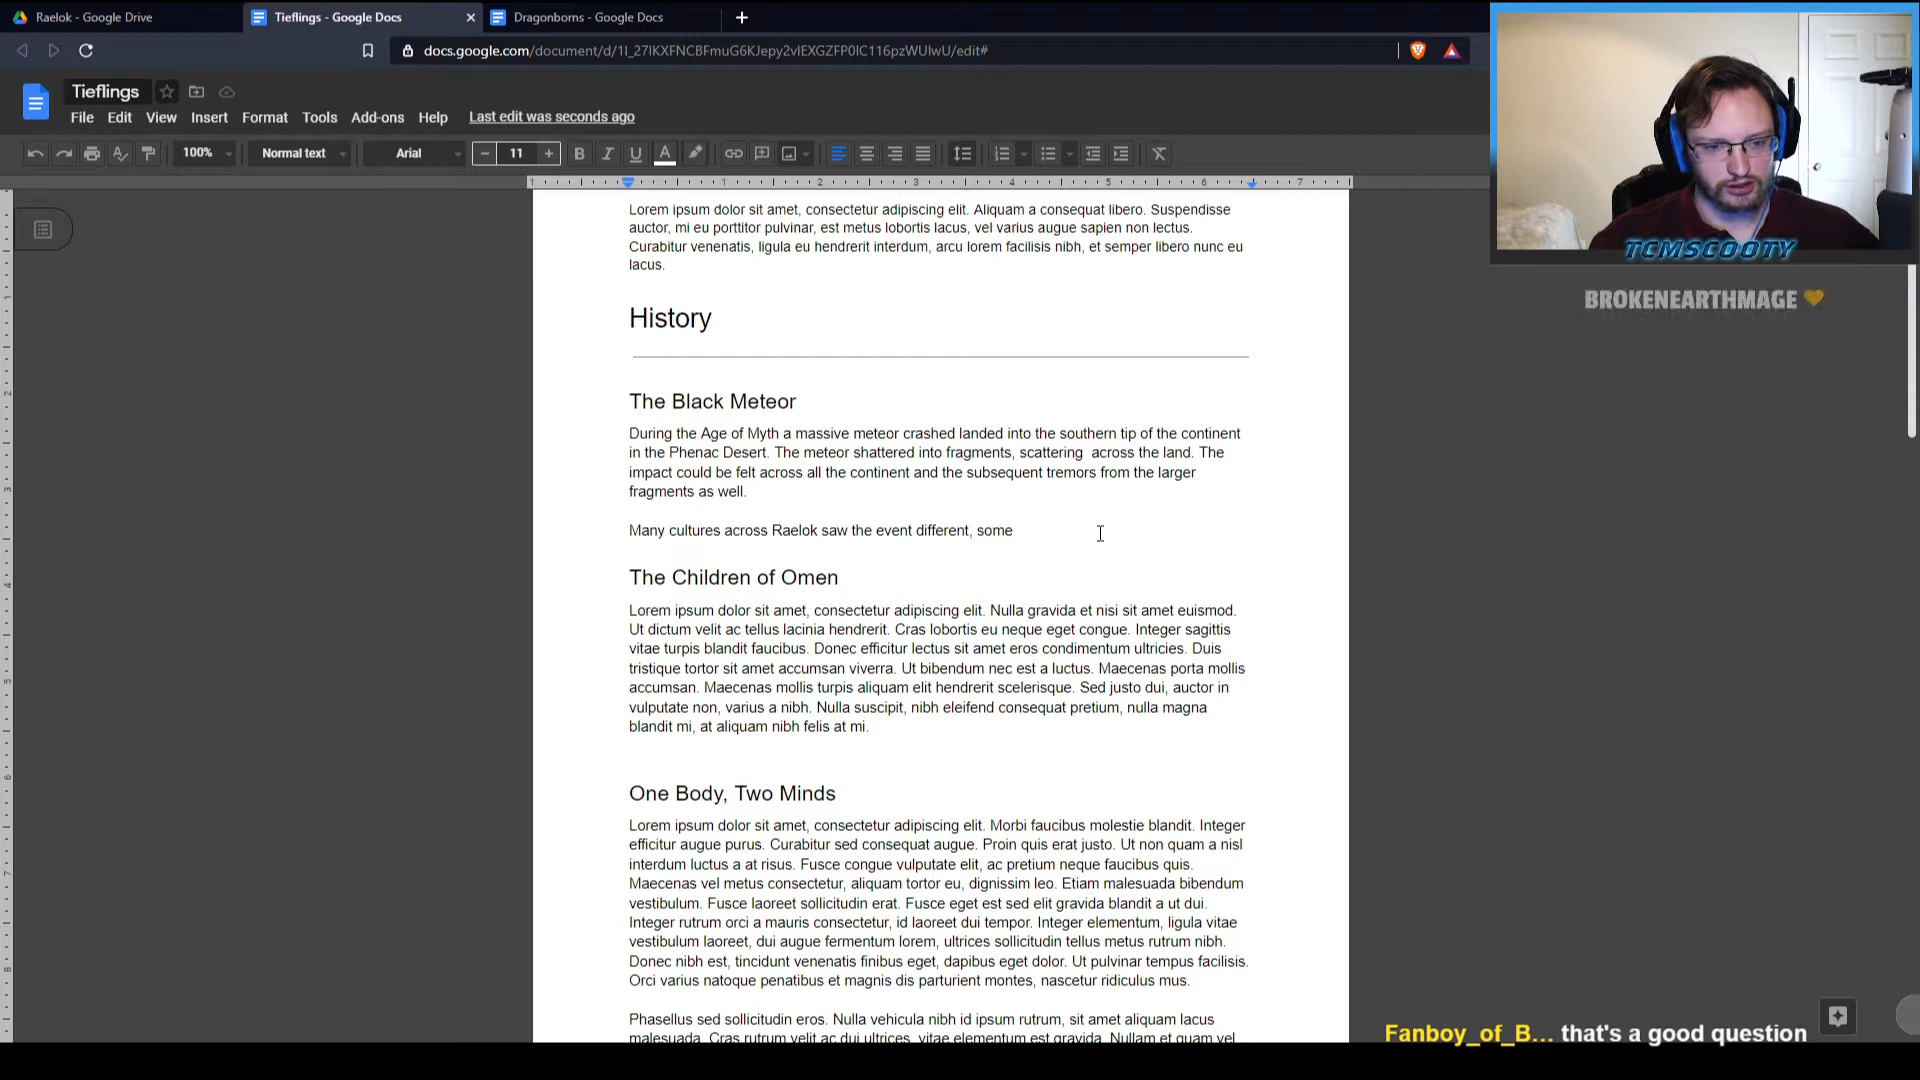 Raelok - Google Drive
Tieflings - Google Docs
Dragonborns - Google Docs
docs.google.com/document/d/1I_27IKXFNCBFmuG6KJepy2vIEXGZFP0IC116pzWUIwU/edit#
Tieflings
File Edit View Insert Format Tools Add-ons Help Last edit was seconds ago
100% Normal text Arial 11
TCMSCOOTY
BROKENEARTHMAGE
Lorem ipsum dolor sit amet, consectetur adipiscing elit. Aliquam a consequat libero. Suspendisse
auctor, mi eu porttitor pulvinar, est metus lobortis lacus, vel varius augue sapien non lectus.
Curabitur venenatis, ligula eu hendrerit interdum, arcu lorem facilisis nibh, et semper libero nunc eu
lacus.
History
The Black Meteor
During the Age of Myth a massive meteor crashed landed into the southern tip of the continent
in the Phenac Desert. The meteor shattered into fragments, scattering  across the land. The
impact could be felt across all the continent and the subsequent tremors from the larger
fragments as well.
Many cultures across Raelok saw the event different, some
The Children of Omen
Lorem ipsum dolor sit amet, consectetur adipiscing elit. Nulla gravida et nisi sit amet euismod.
Ut dictum velit ac tellus lacinia hendrerit. Cras lobortis eu neque eget congue. Integer sagittis
vitae turpis blandit faucibus. Donec efficitur lectus sit amet eros condimentum ultricies. Duis
tristique tortor sit amet accumsan viverra. Ut bibendum nec est a luctus. Maecenas porta mollis
accumsan. Maecenas mollis turpis aliquam elit hendrerit scelerisque. Sed justo dui, auctor in
vulputate non, varius a nibh. Nulla suscipit, nibh eleifend consequat pretium, nulla magna
blandit mi, at aliquam nibh felis at mi.
One Body, Two Minds
Lorem ipsum dolor sit amet, consectetur adipiscing elit. Morbi faucibus molestie blandit. Integer
efficitur augue purus. Curabitur sed consequat augue. Proin quis erat justo. Ut non quam a nisl
interdum luctus a at risus. Fusce congue vulputate elit, ac pretium neque faucibus quis.
Maecenas vel metus consectetur, aliquam tortor eu, dignissim leo. Etiam malesuada bibendum
vestibulum. Fusce laoreet sollicitudin erat. Fusce eget est sed elit gravida blandit a ut dui.
Integer rutrum orci a mauris consectetur, id laoreet dui tempor. Integer elementum, ligula vitae
vestibulum laoreet, dui augue fermentum lorem, ultrices sollicitudin tellus metus rutrum nibh.
Donec nibh est, tincidunt venenatis finibus eget, dapibus eget dolor. Ut pulvinar tempus facilisis.
Orci varius natoque penatibus et magnis dis parturient montes, nascetur ridiculus mus.
Phasellus sed sollicitudin eros. Nulla vehicula nibh id ipsum rutrum, sit amet aliquam lacus
malesuada. Cras rutrum velit ac dui ultrices, vitae elementum est gravida. Nullam et quam vel
Fanboy_of_B... that's a good question